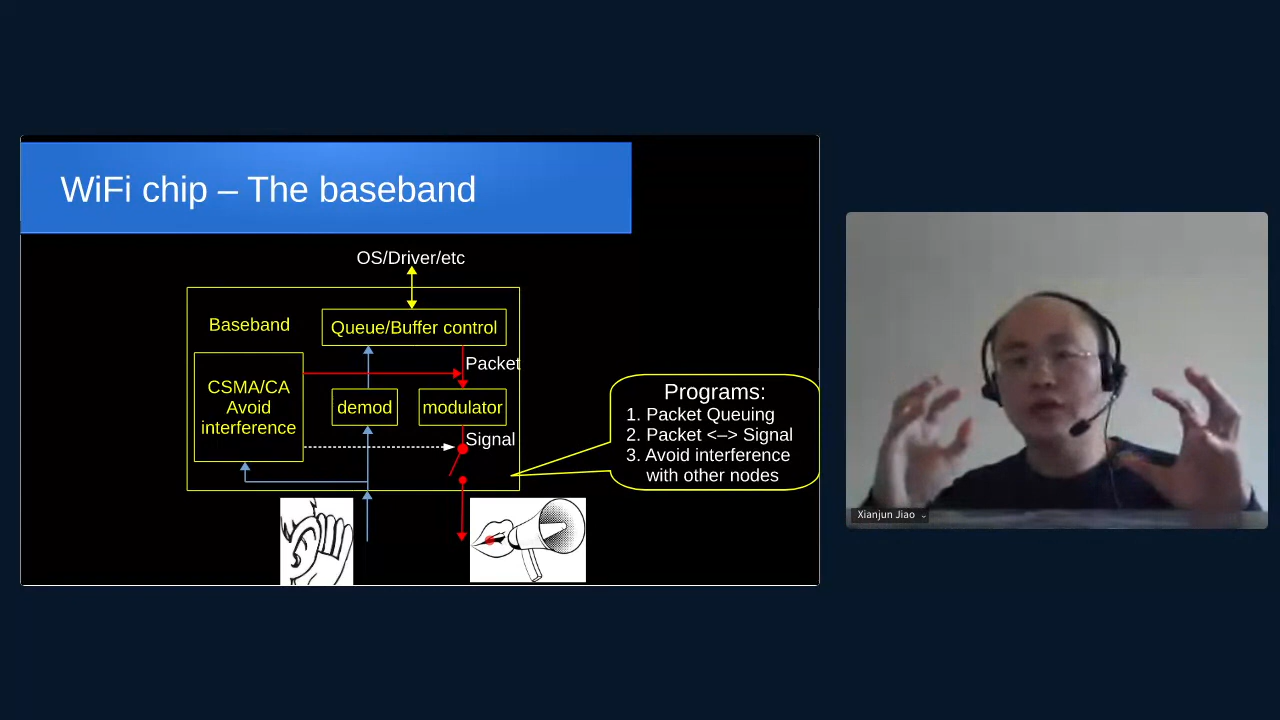 WiFi chip – The baseband
OS/Driver/etc
Baseband
Queue/Buffer control
Packet
CSMA/CA
Avoid
interference
demod
modulator
Signal
Programs:
1. Packet Queuing
2. Packet <–> Signal
3. Avoid interference
with other nodes
Xianjun Jiao